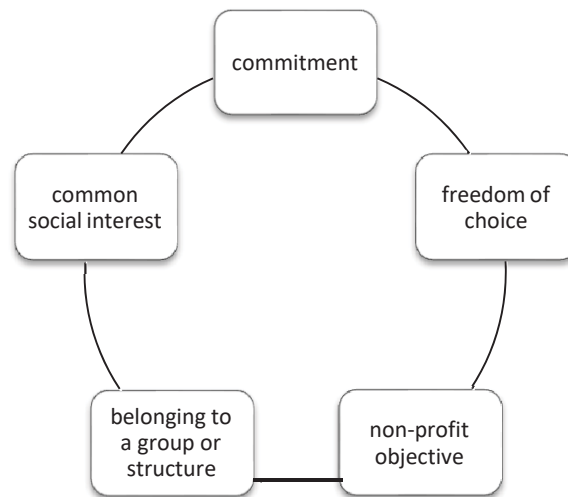 commitment
freedom of
choice
non-profit
objective
belonging to
a group or
structure
common
social interest